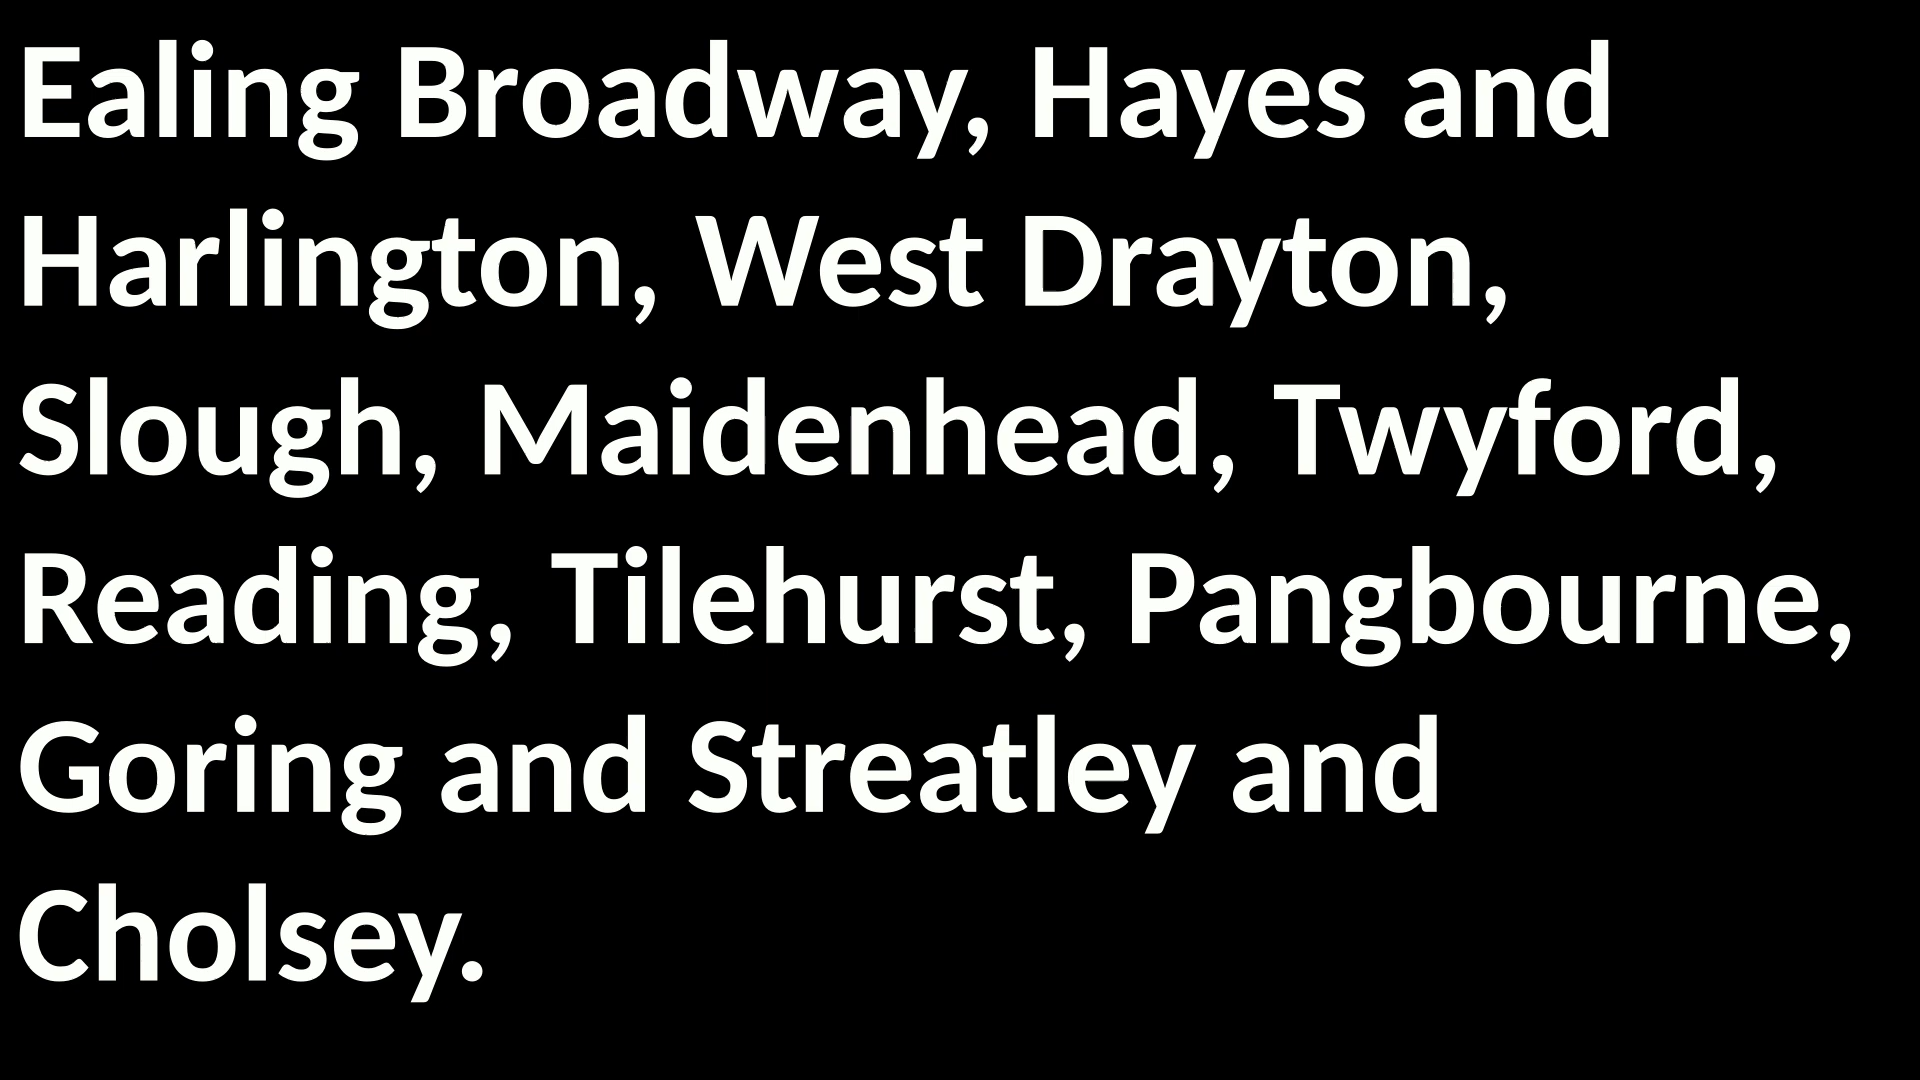 Ealing Broadway, Hayes and
Harlington, West Drayton,
Slough, Maidenhead, Twyford,
Reading, Tilehurst, Pangbourne,
Goring and Streatley and
Cholsey.